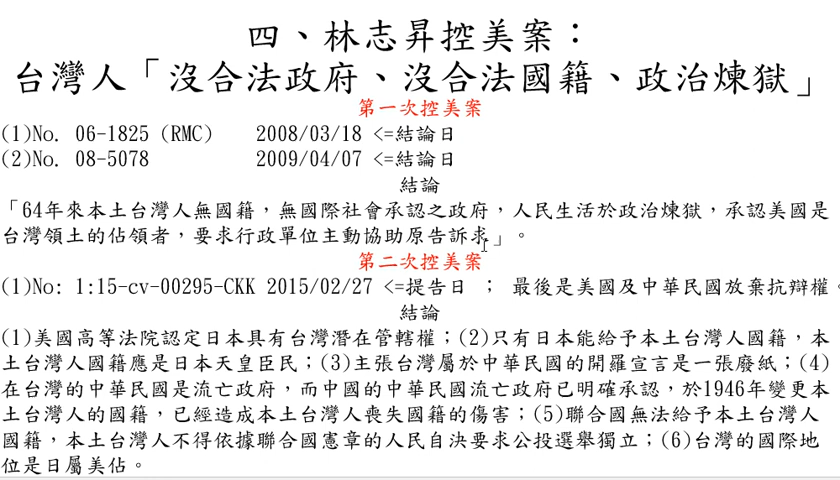 四、林志昇控美案：
台灣人「沒合法政府、沒合法國籍、政治煉獄」
第一次控美案
(1)No. 06-1825 (RMC) 2008/03/18 <=結論日
(2)No. 08-5078 2009/04/07 <=結論日
結論
「64年來本土台灣人無國籍，無國際社會承認之政府，人民生活於政治煉獄，承認美國是
台灣領土的佔領者，要求行政單位主動協助原告訴求」。
第二次控美案
(1)No: 1:15-cv-00295-CKK 2015/02/27 <=提告日 ； 最後是美國及中華民國放棄抗辯權。
結論
(1)美國高等法院認定日本具有台灣潛在管轄權；(2)只有日本能給予本土台灣人國籍，本
土台灣人國籍應是日本天皇臣民；(3)主張台灣屬於中華民國的開羅宣言是一張廢紙；(4)
在台灣的中華民國是流亡政府，而中國的中華民國流亡政府已明確承認，於1946年變更本
土台灣人的國籍，已經造成本土台灣人喪失國籍的傷害；(5)聯合國無法給予本土台灣人
國籍，本土台灣人不得依據聯合國憲章的人民自決要求公投選舉獨立；(6)台灣的國際地
位是日屬美佔。